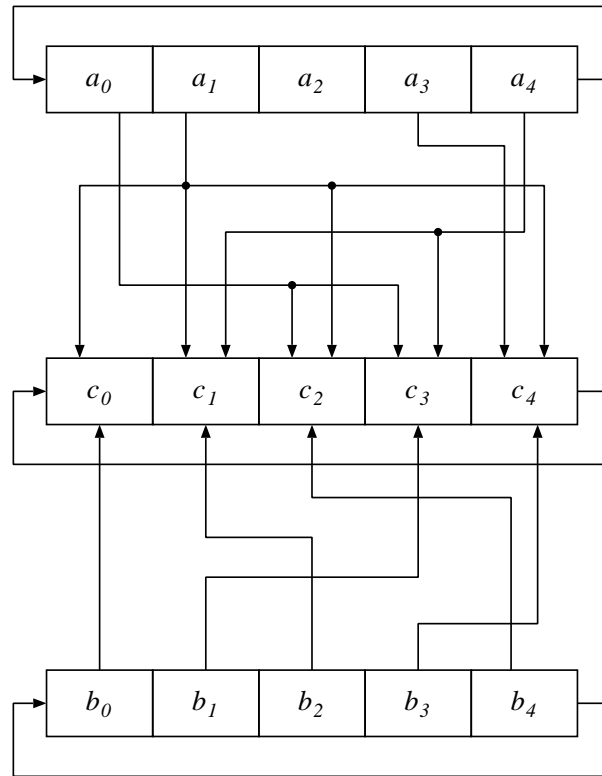 a₀ a₁ a₂ a₃ a₄
c₀ c₁ c₂ c₃ c₄
b₀ b₁ b₂ b₃ b₄